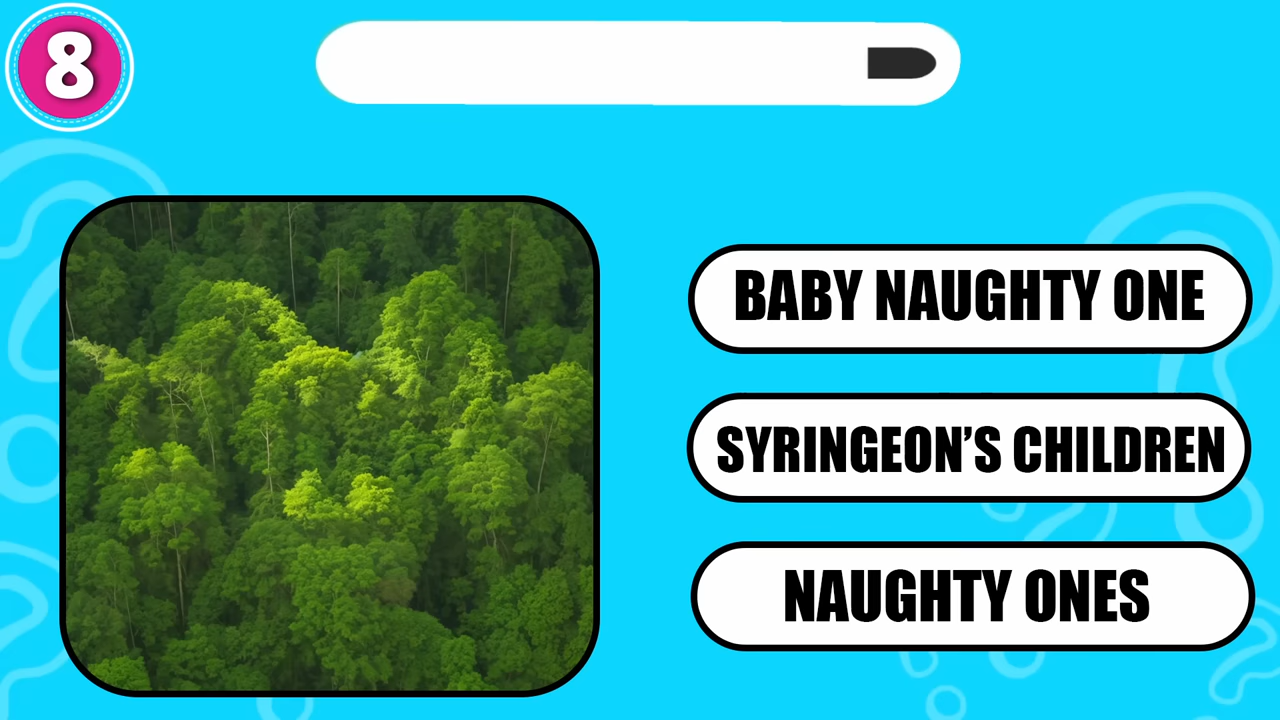 8
BABY NAUGHTY ONE
SYRINGEON’S CHILDREN
NAUGHTY ONES